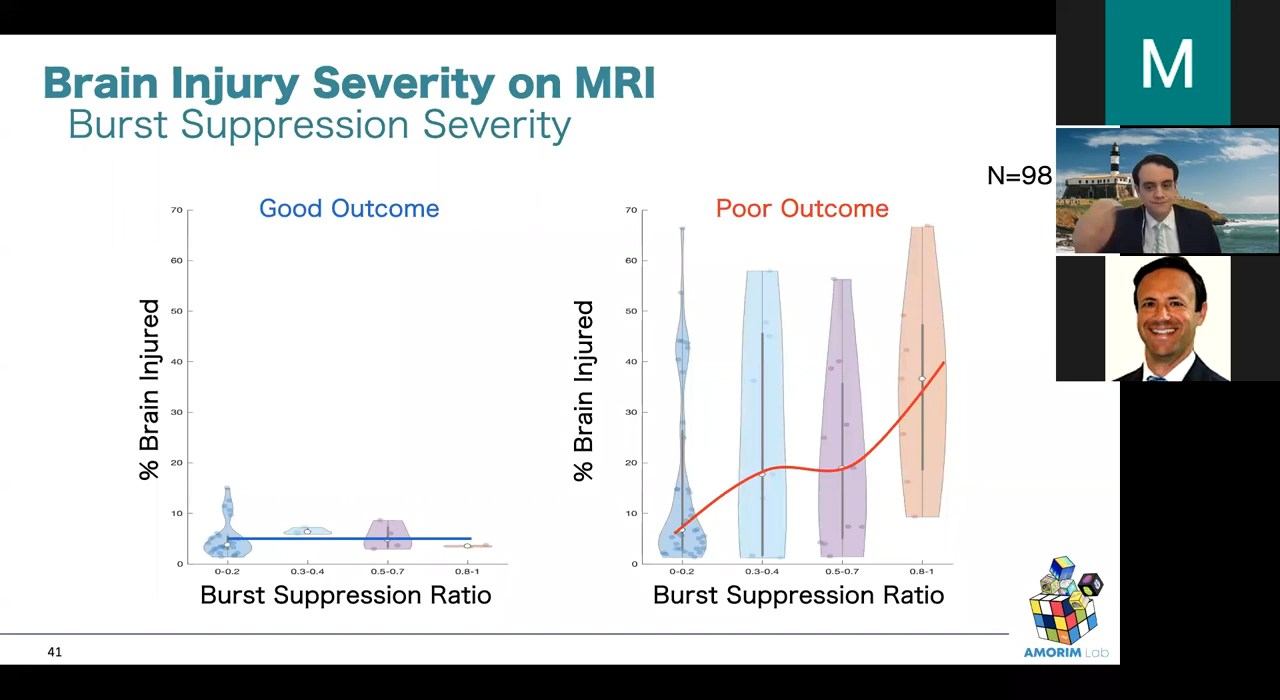 Brain Injury Severity on MRI
Burst Suppression Severity
M
N=98
Good Outcome
% Brain Injured
70
60
50
40
30
20
10
0
0-0.2 0.3-0.4 0.5-0.7 0.8-1
Burst Suppression Ratio
Poor Outcome
% Brain Injured
70
60
50
40
30
20
10
0
0-0.2 0.3-0.4 0.5-0.7 0.8-1
Burst Suppression Ratio
41
AMORIM Lab